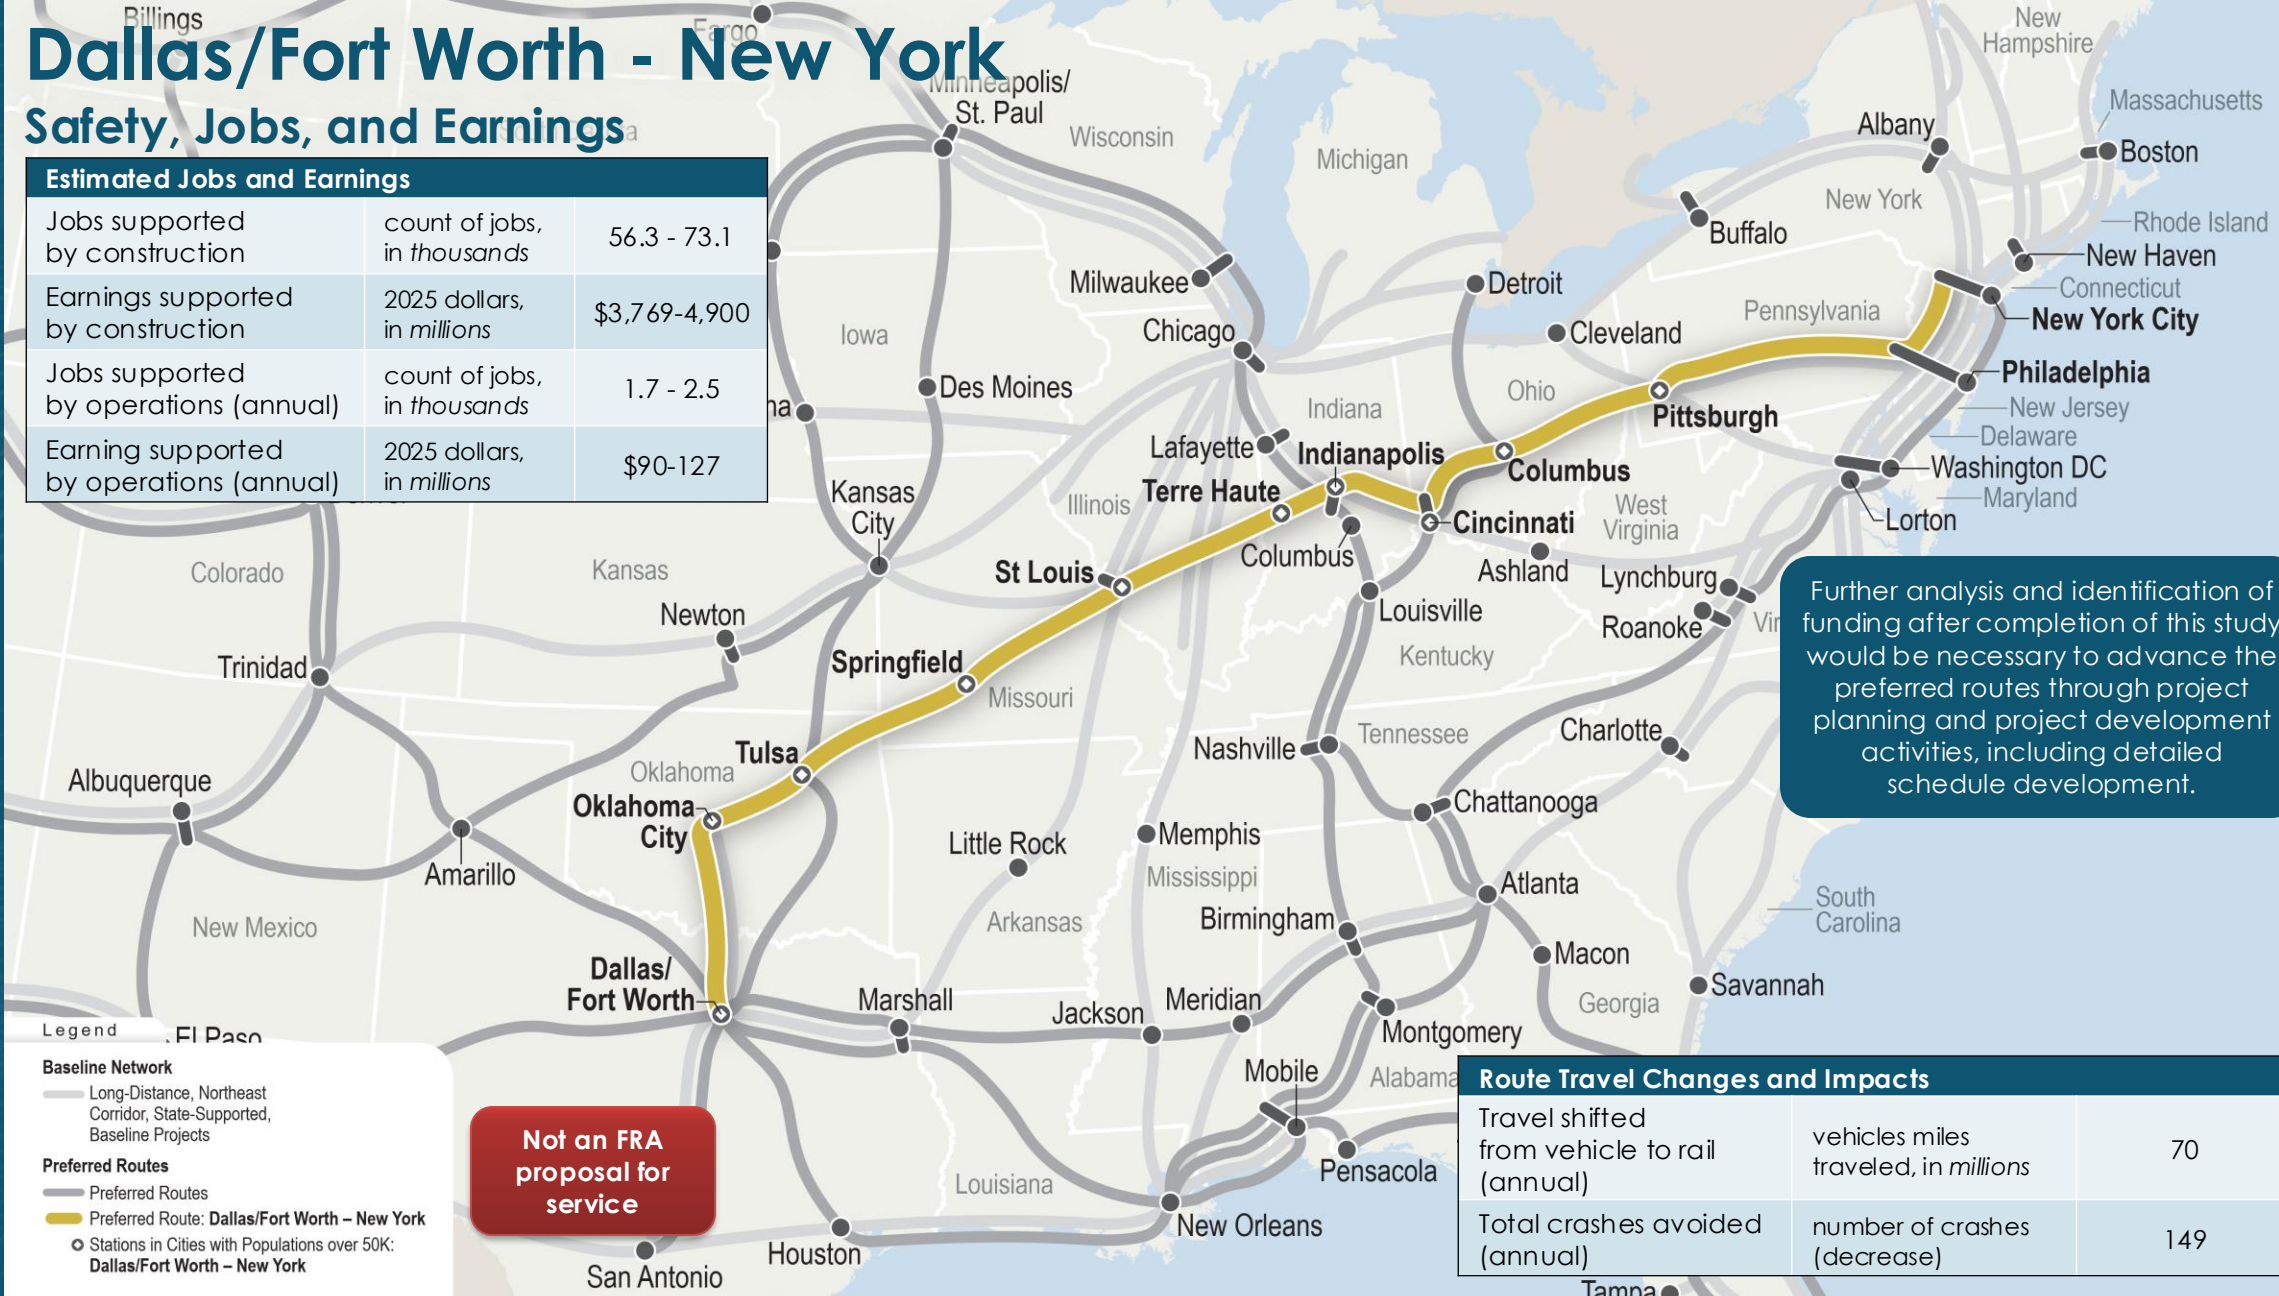 Billings
Fargo
Dallas/Fort Worth - New York
Safety, Jobs, and Earnings
Estimated Jobs and Earnings
Jobs supported
by construction
count of jobs,
in thousands
56.3 - 73.1
Earnings supported
by construction
2025 dollars,
in millions
$3,769-4,900
Jobs supported
by operations (annual)
count of jobs,
in thousands
1.7 - 2.5
Earning supported
by operations (annual)
2025 dollars,
in millions
$90-127
Minneapolis/
St. Paul
Wisconsin
Michigan
New
Hampshire
Massachusetts
Albany
Boston
New York
Rhode Island
Buffalo
New Haven
Connecticut
New York City
Milwaukee
Detroit
Pennsylvania
Chicago
Cleveland
Iowa
Philadelphia
Des Moines
Indiana
Ohio
New Jersey
Pittsburgh
Delaware
Lafayette
Indianapolis
Columbus
Washington DC
Terre Haute
Maryland
Kansas
City
Illinois
West
Virginia
Cincinnati
Lorton
Columbus
Ashland
Colorado
Kansas
St Louis
Lynchburg
Newton
Louisville
Roanoke
Vir
Trinidad
Springfield
Missouri
Kentucky
Further analysis and identification of
funding after completion of this study
would be necessary to advance the
preferred routes through project
planning and project development
activities, including detailed
schedule development.
Tulsa
Oklahoma
Nashville
Tennessee
Charlotte
Albuquerque
Oklahoma
City
Chattanooga
Little Rock
Memphis
Amarillo
Mississippi
Atlanta
New Mexico
Arkansas
Birmingham
South
Carolina
Macon
Dallas/
Fort Worth
Marshall
Jackson
Meridian
Georgia
Savannah
Montgomery
El Paso
Mobile
Alabama
Louisiana
Pensacola
New Orleans
Houston
San Antonio
Tampa
Legend
Baseline Network
Long-Distance, Northeast
Corridor, State-Supported,
Baseline Projects
Preferred Routes
Preferred Routes
Preferred Route: Dallas/Fort Worth – New York
Stations in Cities with Populations over 50K:
Dallas/Fort Worth – New York
Not an FRA
proposal for
service
Route Travel Changes and Impacts
Travel shifted
from vehicle to rail
(annual)
vehicles miles
traveled, in millions
70
Total crashes avoided
(annual)
number of crashes
(decrease)
149